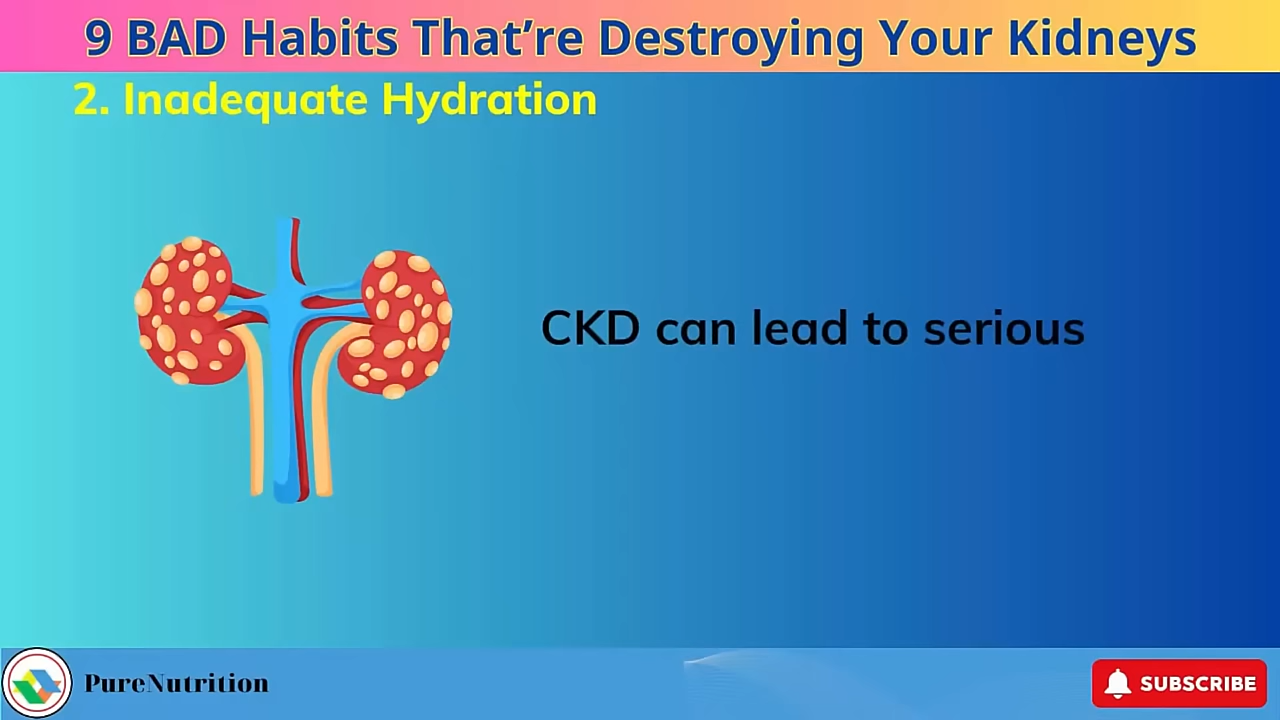 9 BAD Habits That’re Destroying Your Kidneys
2. Inadequate Hydration
CKD can lead to serious
PureNutrition
SUBSCRIBE